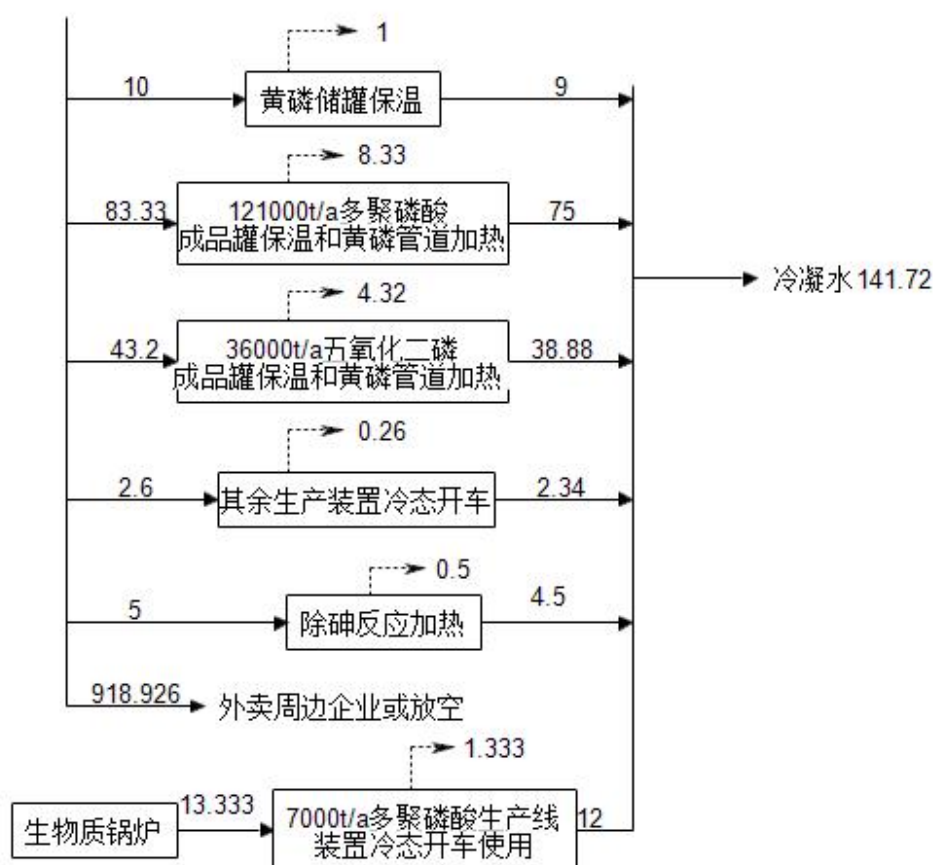 1
10
黄磷储罐保温
9
8.33
83.33
121000t/a多聚磷酸
成品罐保温和黄磷管道加热
75
冷凝水141.72
4.32
43.2
36000t/a五氧化二磷
成品罐保温和黄磷管道加热
38.88
0.26
2.6
其余生产装置冷态开车
2.34
0.5
5
除砷反应加热
4.5
918.926
外卖周边企业或放空
1.333
生物质锅炉
13.333
7000t/a多聚磷酸生产线
装置冷态开车使用
12